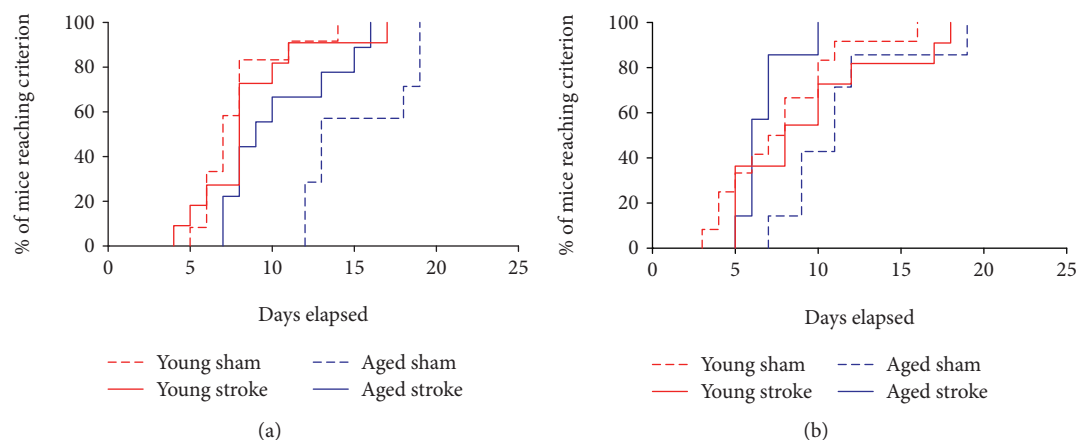 % of mice reaching criterion
100
80
60
40
20
0
0 5 10 15 20 25
Days elapsed
Young sham Aged sham
Young stroke Aged stroke
(a)
% of mice reaching criterion
100
80
60
40
20
0
0 5 10 15 20 25
Days elapsed
Young sham Aged sham
Young stroke Aged stroke
(b)